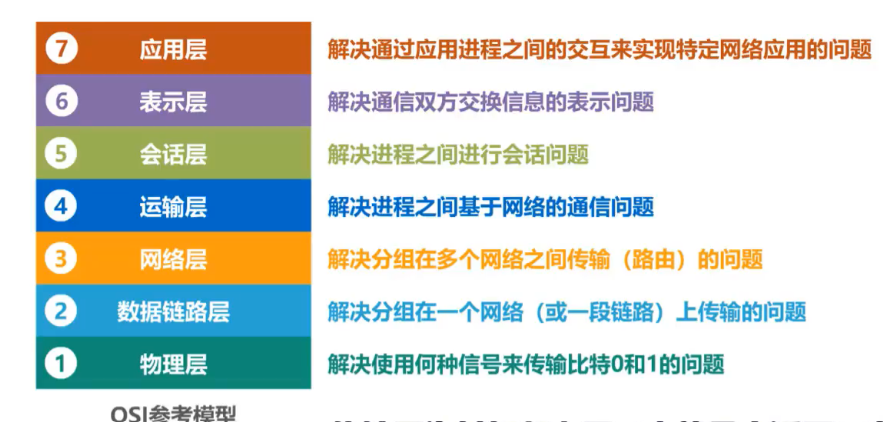 7 应用层 解决通过应用进程之间的交互来实现特定网络应用的问题
6 表示层 解决通信双方交换信息的表示问题
5 会话层 解决进程之间进行会话问题
4 运输层 解决进程之间基于网络的通信问题
3 网络层 解决分组在多个网络之间传输（路由）的问题
2 数据链路层 解决分组在一个网络（或一段链路）上传输的问题
1 物理层 解决使用何种信号来传输比特0和1的问题
OSI参考模型